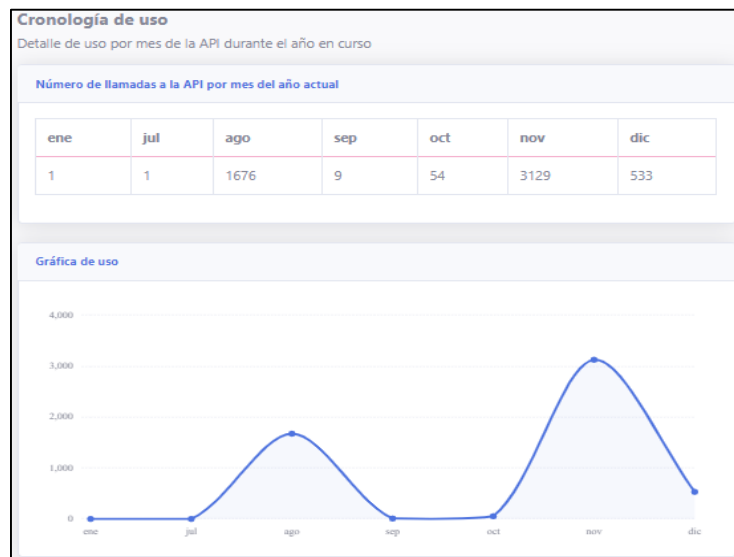 Cronología de uso
Detalle de uso por mes de la API durante el año en curso
Número de llamadas a la API por mes del año actual
ene jul ago sep oct nov dic
1 1 1676 9 54 3129 533
Gráfica de uso
4,000
3,000
2,000
1,000
0
ene jul ago sep oct nov dic